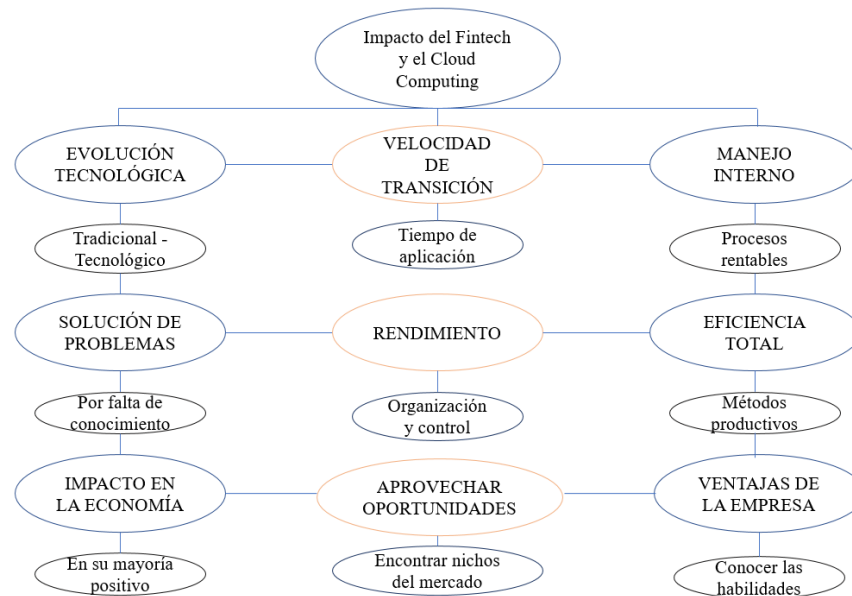 Impacto del Fintech
y el Cloud
Computing
EVOLUCIÓN
TECNOLÓGICA
VELOCIDAD
DE
TRANSICIÓN
MANEJO
INTERNO
Tradicional -
Tecnológico
Tiempo de
aplicación
Procesos
rentables
SOLUCIÓN DE
PROBLEMAS
RENDIMIENTO
EFICIENCIA
TOTAL
Por falta de
conocimiento
Organización
y control
Métodos
productivos
IMPACTO EN
LA ECONOMÍA
APROVECHAR
OPORTUNIDADES
VENTAJAS DE
LA EMPRESA
En su mayoría
positivo
Encontrar nichos
del mercado
Conocer las
habilidades